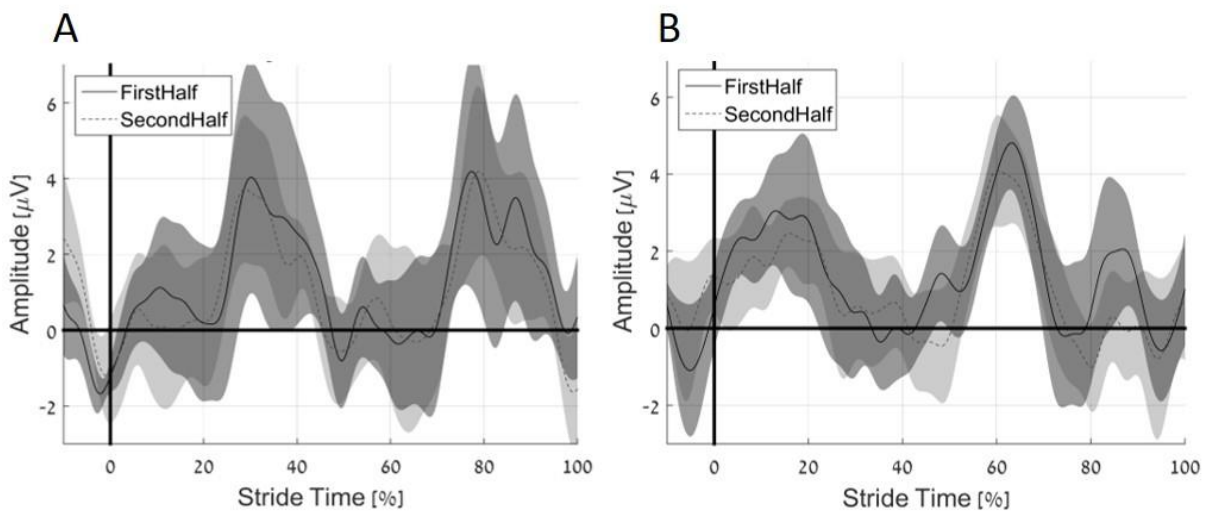 A
B
FirstHalf
SecondHalf
FirstHalf
SecondHalf
Amplitude [μV]
6
4
2
0
-2
0
20
40
60
80
100
Stride Time [%]
Amplitude [μV]
6
4
2
0
-2
0
20
40
60
80
100
Stride Time [%]